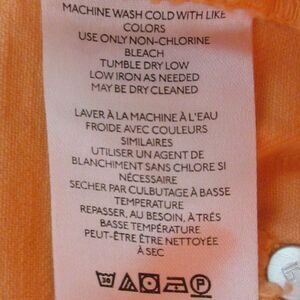 MACHINE WASH COLD WITH LIKE
COLORS
USE ONLY NON-CHLORINE
BLEACH
TUMBLE DRY LOW
LOW IRON AS NEEDED
MAY BE DRY CLEANED
LAVER À LA MACHINE À L'EAU
FROIDE AVEC COULEURS
SIMILAIRES
UTILISER UN AGENT DE
BLANCHIMENT SANS CHLORE SI
NÉCESSAIRE
SECHER PAR CULBUTAGE À BASSE
TEMPERATURE
REPASSER, AU BESOIN, À TRÉS
BASSE TEMPÉRATURE
PEUT-ÊTRE ÊTRE NETTOYÉE
À SEC
30 P